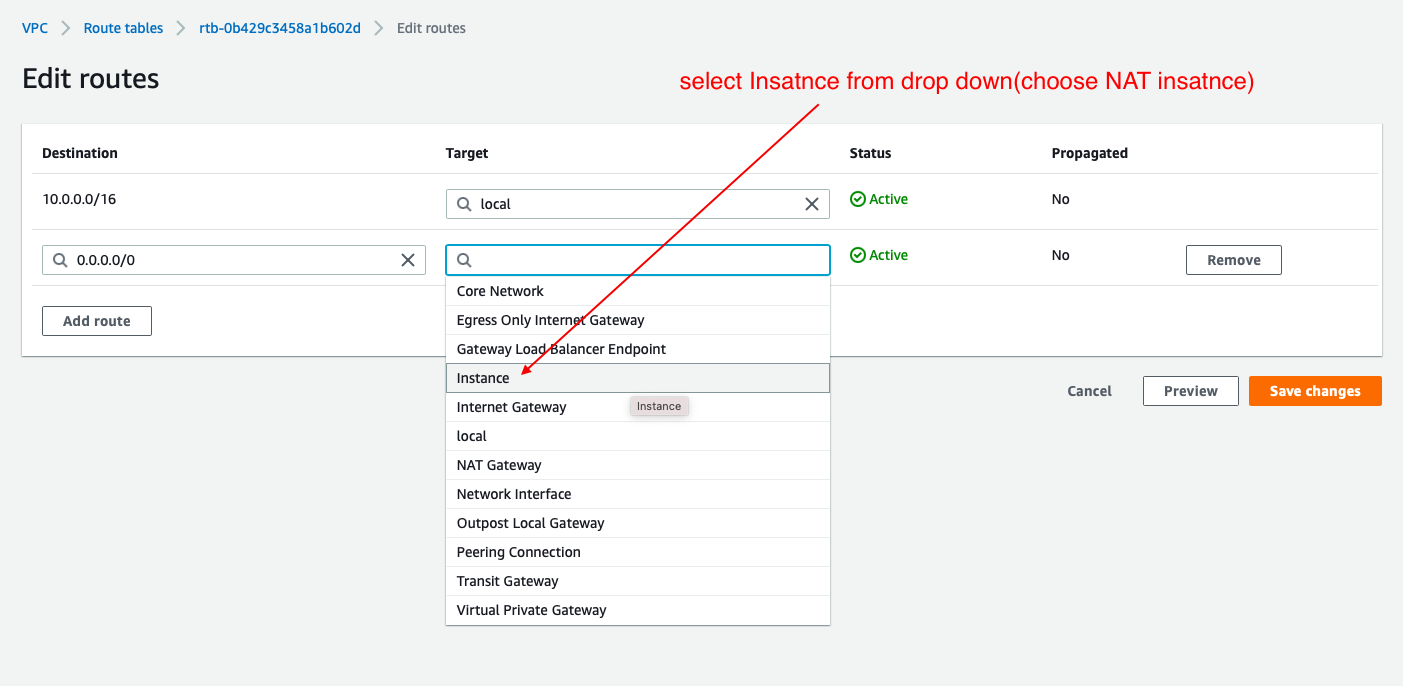 VPC > Route tables > rtb-0b429c3458a1b602d > Edit routes
Edit routes
select Insatnce from drop down(choose NAT insatnce)
Destination Target Status Propagated
10.0.0.0/16 local Active No
0.0.0.0/0 Active No Remove
Core Network
Add route
Egress Only Internet Gateway
Gateway Load Balancer Endpoint
Instance
Cancel Preview Save changes
Internet Gateway Instance
local
NAT Gateway
Network Interface
Outpost Local Gateway
Peering Connection
Transit Gateway
Virtual Private Gateway